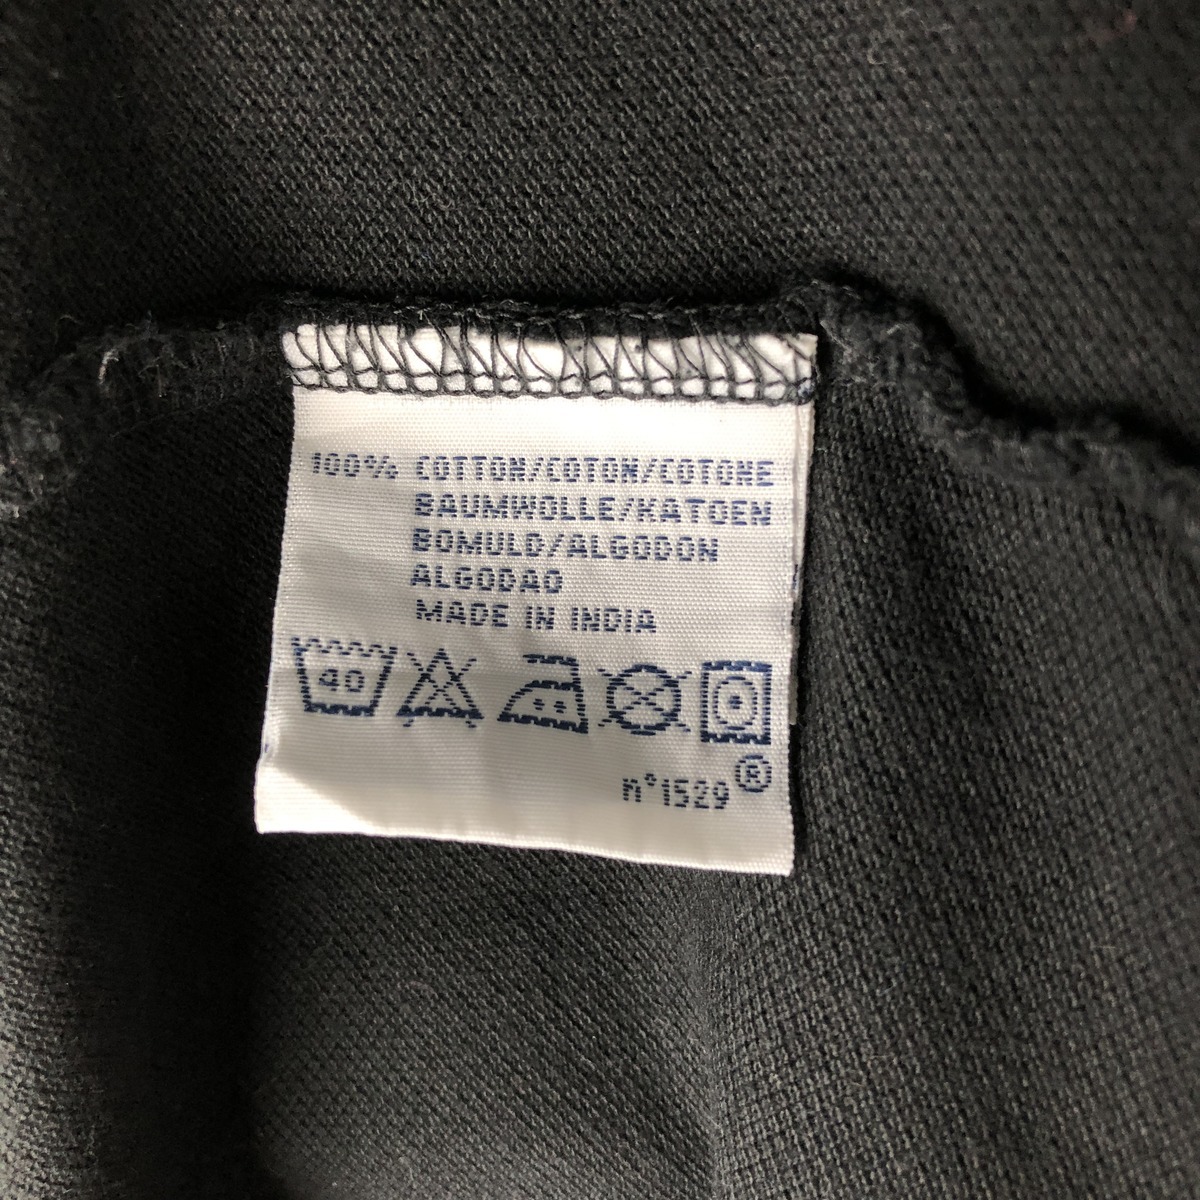 100% COTTON/COTON/COTONE
BAUMWOLLE/KATOEN
BOMULD/ALGODON
ALGODAO
MADE IN INDIA
40
n°1529®